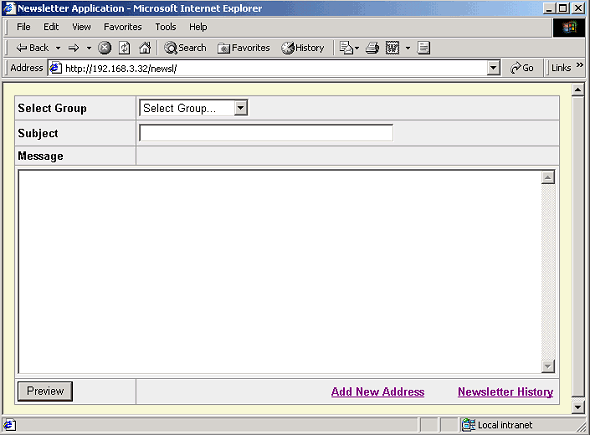 Newsletter Application - Microsoft Internet Explorer
File Edit View Favorites Tools Help
Back Search Favorites History
Address http://192.168.3.32/newsl/ Go Links »
Select Group Select Group...
Subject
Message
Preview Add New Address Newsletter History
Local intranet